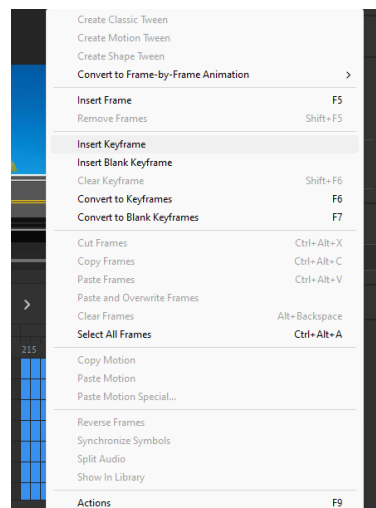 Create Classic Tween
Create Motion Tween
Create Shape Tween
Convert to Frame-by-Frame Animation >
Insert Frame F5
Remove Frames Shift+F5
Insert Keyframe
Insert Blank Keyframe
Clear Keyframe Shift+F6
Convert to Keyframes F6
Convert to Blank Keyframes F7
Cut Frames Ctrl+Alt+X
Copy Frames Ctrl+Alt+C
Paste Frames Ctrl+Alt+V
Paste and Overwrite Frames
Clear Frames Alt+Backspace
Select All Frames Ctrl+Alt+A
215
Copy Motion
Paste Motion
Paste Motion Special...
Reverse Frames
Synchronize Symbols
Split Audio
Show In Library
Actions F9